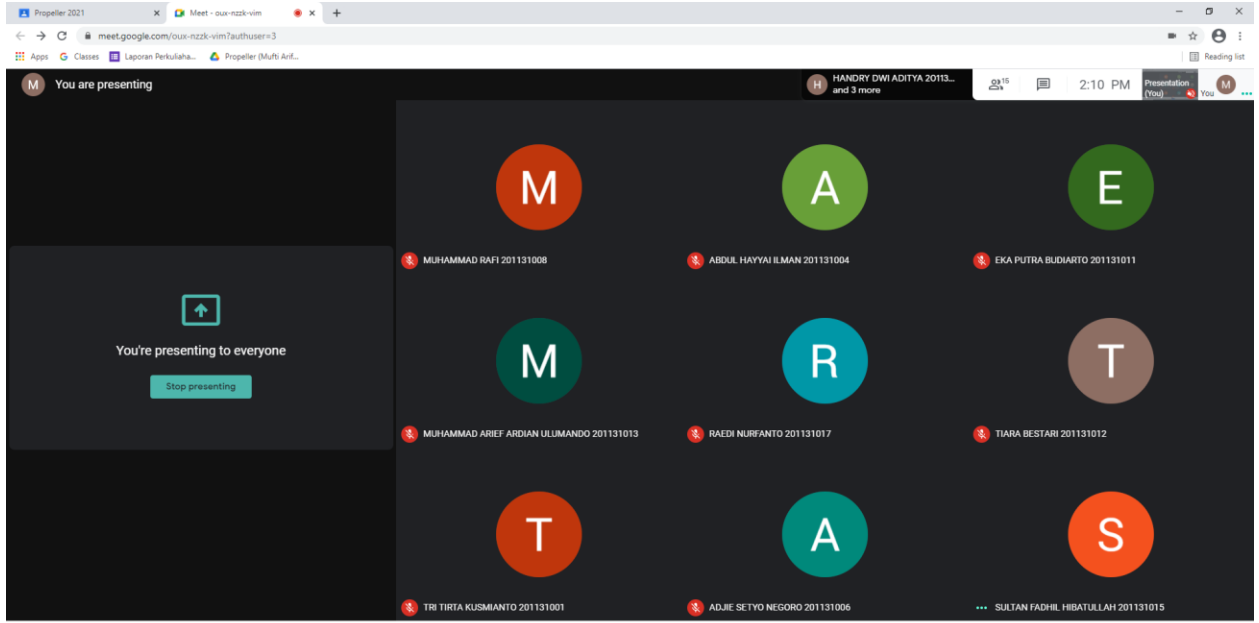 Propeller 2021
Meet - oux-nzzk-vim
meet.google.com/oux-nzzk-vim?authuser=3
Apps
Classes
Laporan Perkuliaha...
Propeller (Mufti Arif...
Reading list
M
You are presenting
H
HANDRY DWI ADITYA 20113...
and 3 more
15
2:10 PM
Presentation
(You)
You
M
M
MUHAMMAD RAFI 201131008
A
ABDUL HAYYAI ILMAN 201131004
E
EKA PUTRA BUDIARTO 201131011
You're presenting to everyone
Stop presenting
M
MUHAMMAD ARIEF ARDIAN ULUMANDO 201131013
R
RAEDI NURFANTO 201131017
T
TIARA BESTARI 201131012
T
TRI TIRTA KUSMIANTO 201131001
A
ADJIE SETYO NEGORO 201131006
S
SULTAN FADHIL HIBATULLAH 201131015